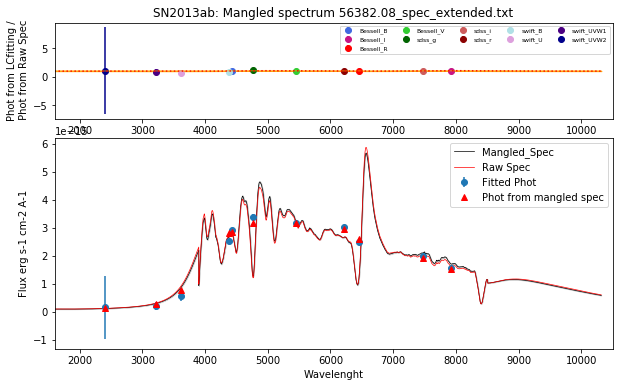 SN2013ab: Mangled spectrum 56382.08_spec_extended.txt
Phot from LCfitting /
Phot from Raw Spec
5
0
−5
Bessell_B
Bessell_I
Bessell_R
Bessell_V
sdss_g
sdss_i
sdss_r
swift_B
swift_U
swift_UVW1
swift_UVW2
2000 3000 4000 5000 6000 7000 8000 9000 10000
1e−15
Flux erg s-1 cm-2 A-1
6
5
4
3
2
1
0
−1
Mangled_Spec
Raw Spec
Fitted Phot
Phot from mangled spec
2000 3000 4000 5000 6000 7000 8000 9000 10000
Wavelenght